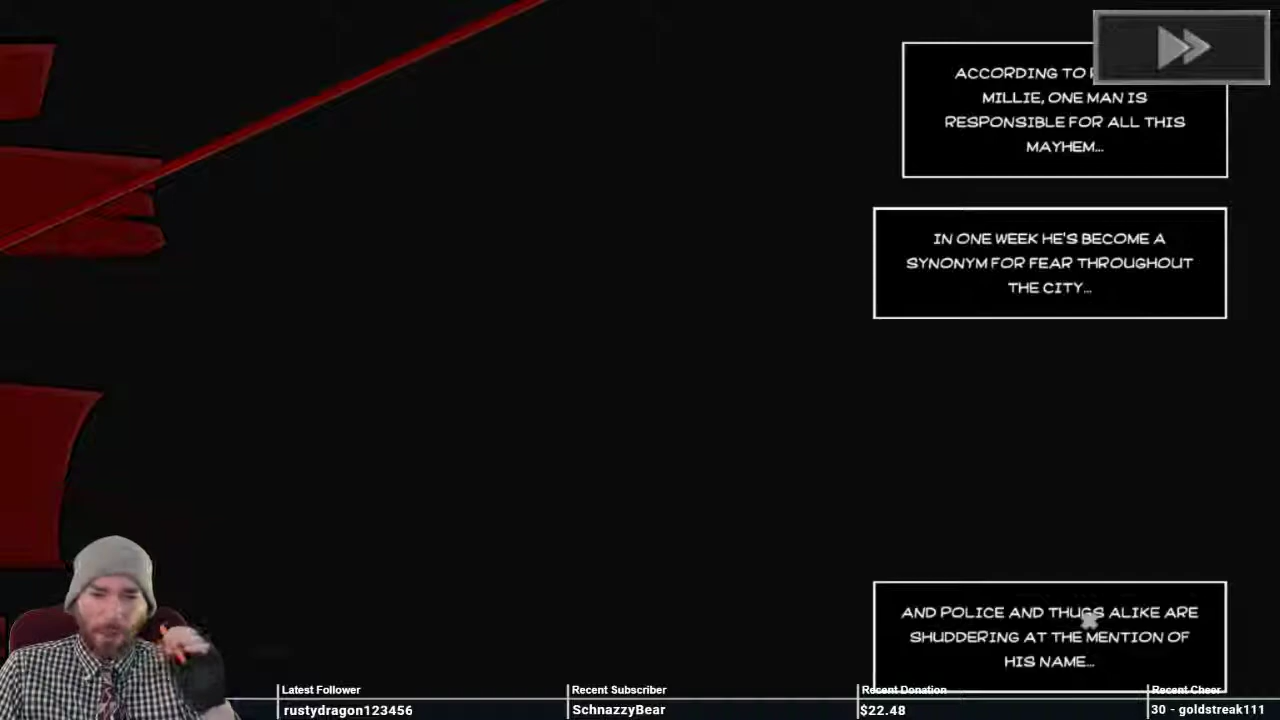 ACCORDING TO
MILLIE, ONE MAN IS
RESPONSIBLE FOR ALL THIS
MAYHEM...
IN ONE WEEK HE'S BECOME A
SYNONYM FOR FEAR THROUGHOUT
THE CITY...
AND POLICE AND THUGS ALIKE ARE
SHUDDERING AT THE MENTION OF
HIS NAME...
Latest Follower
rustydragon123456
Recent Subscriber
SchnazzyBear
Recent Donation
$22.48
Recent Cheer
30 - goldstreak111